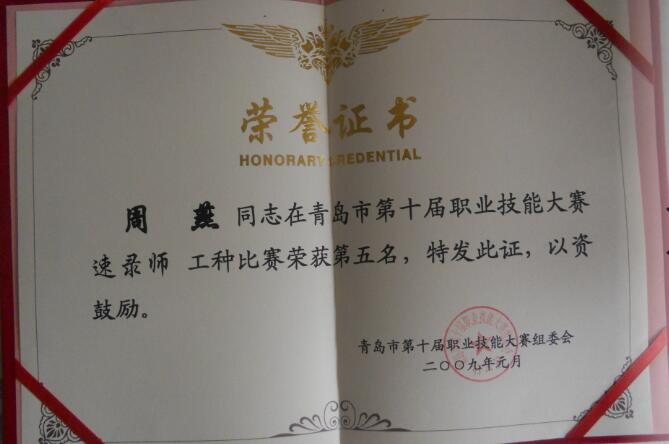 荣誉证书
HONORARY CREDENTIAL
周 燕 同志在青岛市第十届职业技能大赛
速录师 工种比赛荣获第五名，特发此证，以资
鼓励。
青岛市第十届职业技能大赛组委会
二〇〇九年元月